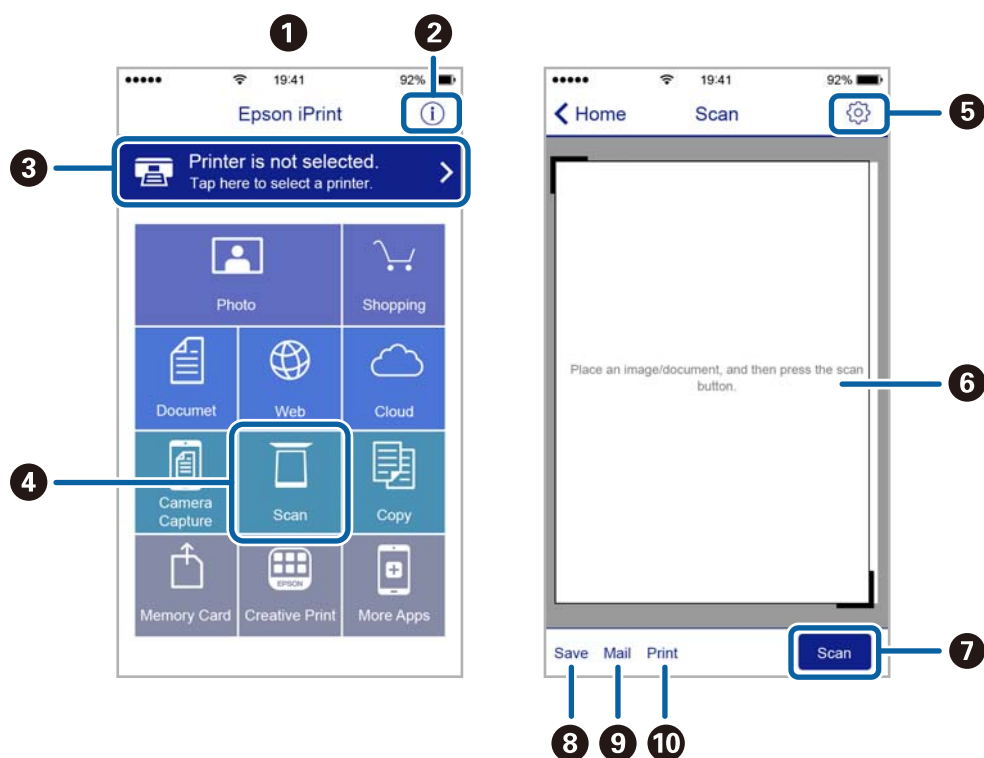 1
2
19:41
92%
Epson iPrint
3
Printer is not selected.
Tap here to select a printer.
Photo
Shopping
Documet
Web
Cloud
4
Camera
Capture
Scan
Copy
EPSON
Memory Card
Creative Print
More Apps
19:41
92%
Home
Scan
5
Place an image/document, and then press the scan
button.
6
Save
Mail
Print
Scan
7
8
9
10